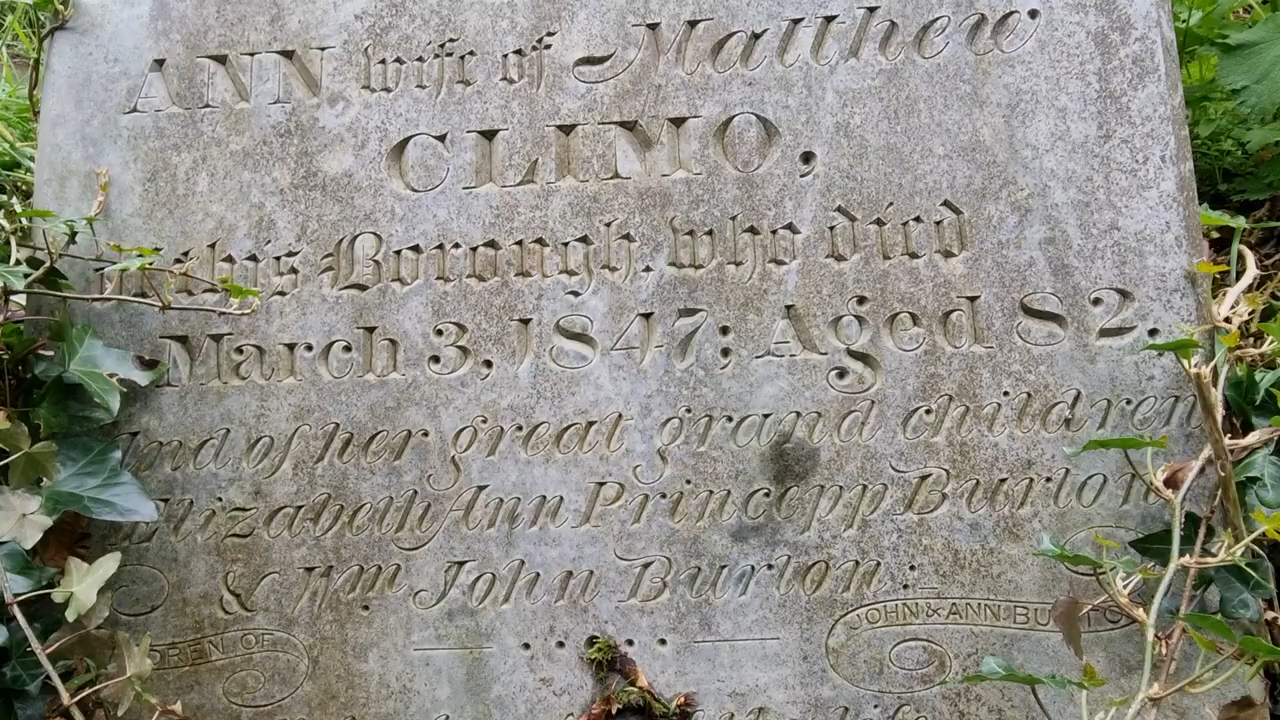 ANN wife of Matthew
CLIMO,
this Borough, who died
March 3, 1847; Aged 82.
And of her great grand children
Elizabeth Ann Princepp Burton
& Wm John Burton.
DREN OF
JOHN & ANN BURTO